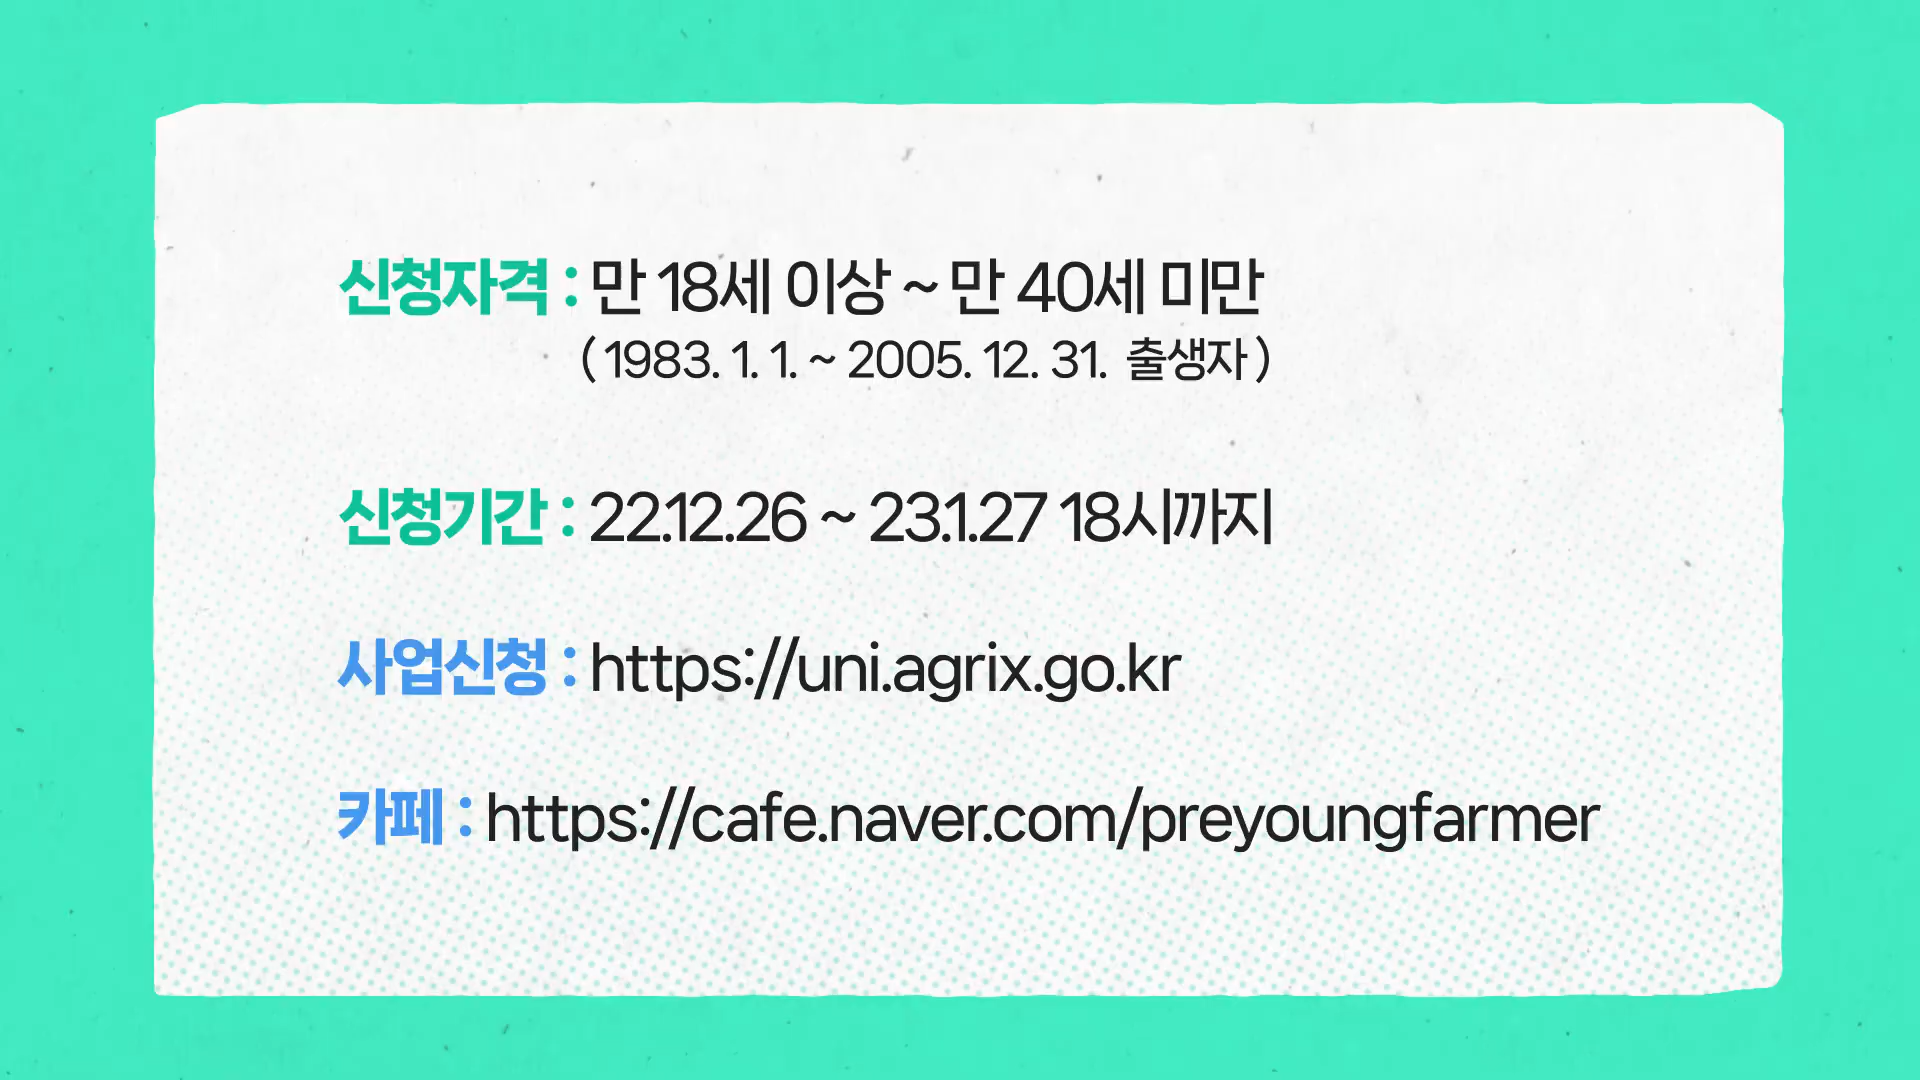 신청자격 : 만 18세 이상 ~ 만 40세 미만
( 1983. 1. 1. ~ 2005. 12. 31. 출생자 )
신청기간 : 22.12.26 ~ 23.1.27 18시까지
사업신청 : https://uni.agrix.go.kr
카페 : https://cafe.naver.com/preyoungfarmer